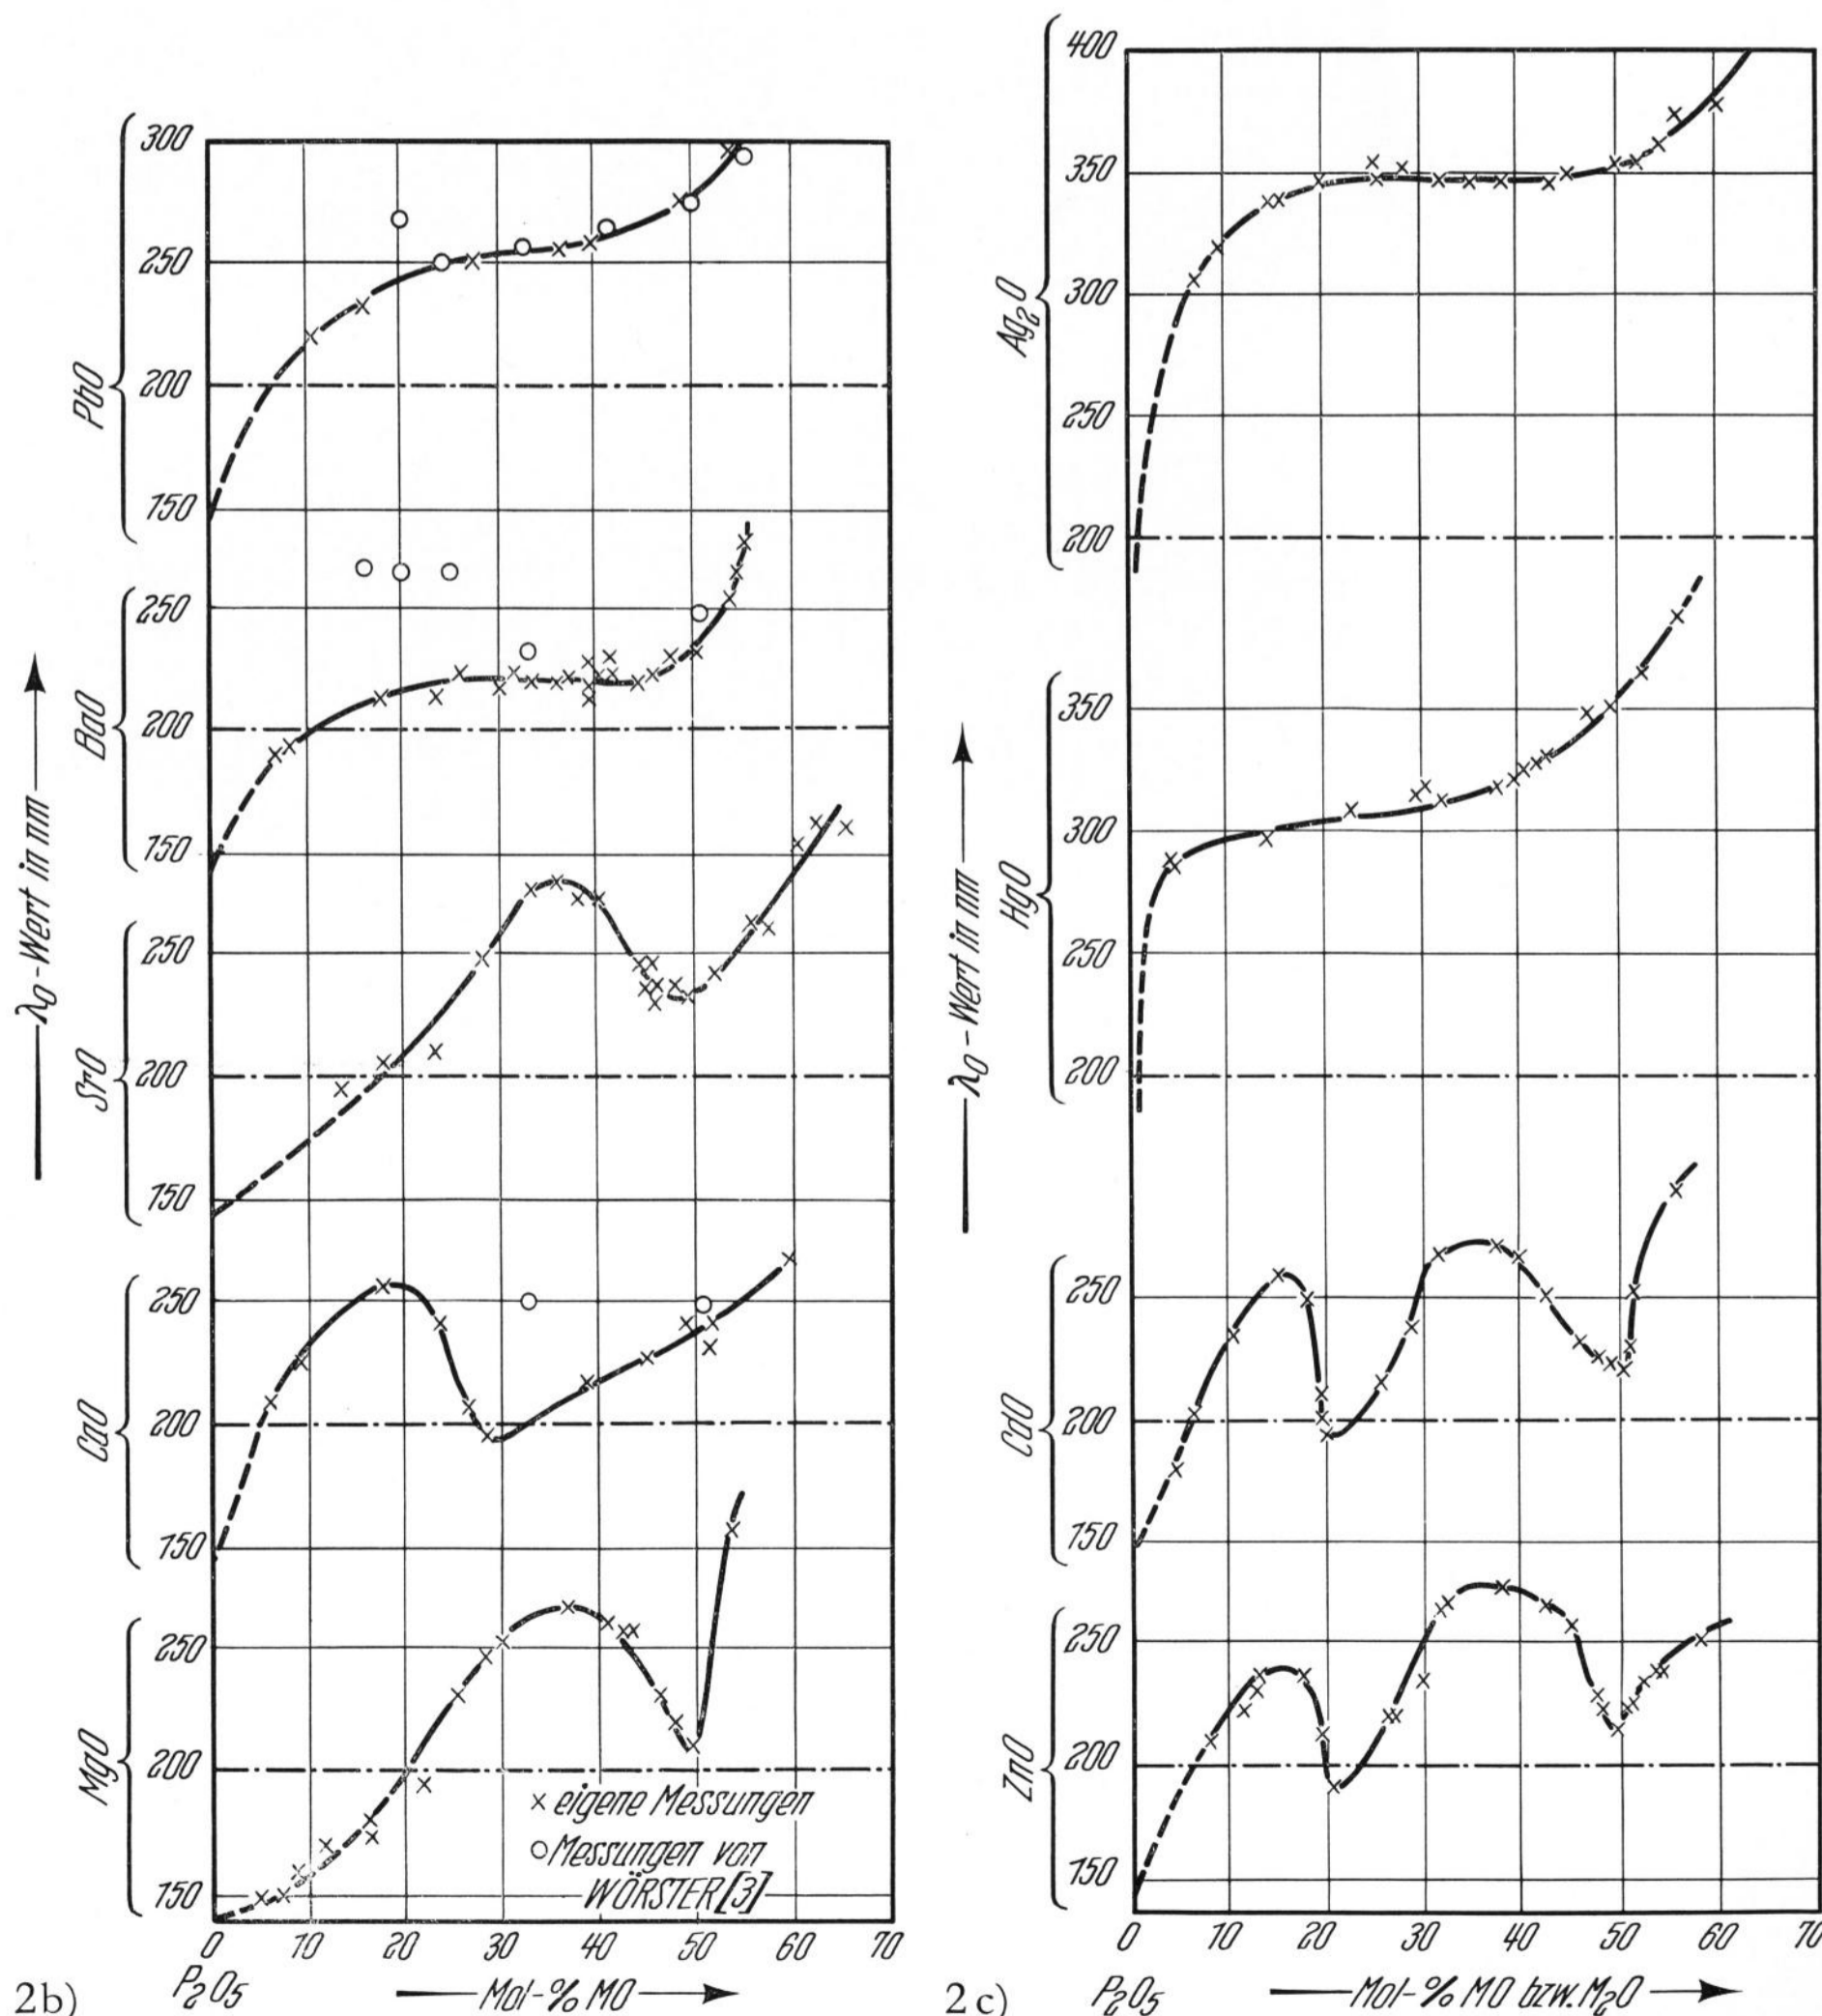 300
250
200
150
PbO
250
200
150
BaO
250
200
150
SrO
250
200
150
CaO
250
200
150
MgO
λ₀-Wert in nm
× eigene Messungen
○ Messungen von
WÖRSTER [3]
0 10 20 30 40 50 60 70
P₂O₅ Mol-% MO
2b)
400
350
300
250
200
Ag₂O
350
300
250
200
HgO
250
200
150
CdO
250
200
150
ZnO
λ₀-Wert in nm
0 10 20 30 40 50 60 70
P₂O₅ Mol-% MO bzw. M₂O
2c)